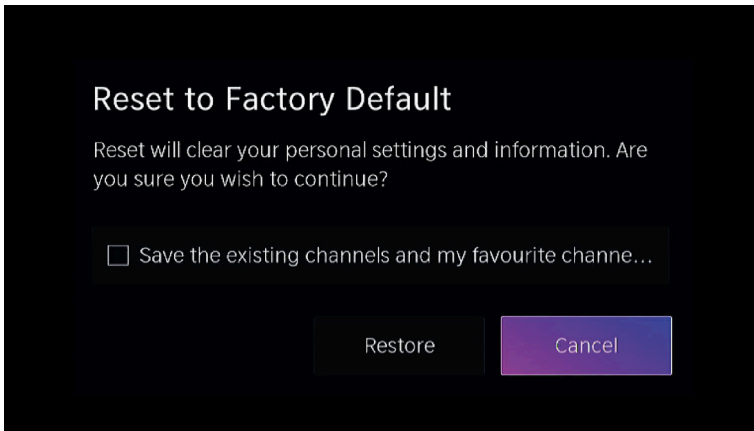 Reset to Factory Default
Reset will clear your personal settings and information. Are
you sure you wish to continue?
Save the existing channels and my favourite channe...
Restore
Cancel